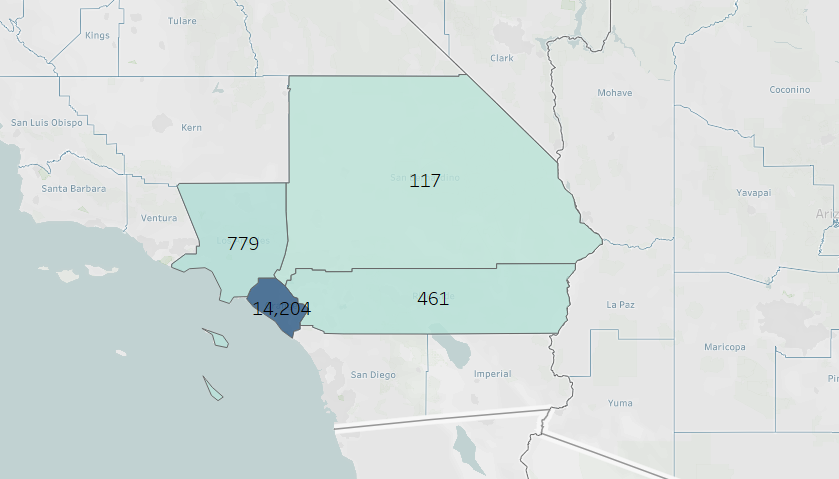 Tulare
Kings
Clark
Mohave
Coconino
San Luis Obispo
Kern
Santa Barbara
117
Yavapai
Ventura
779
14,204
461
La Paz
Maricopa
San Diego
Imperial
Yuma